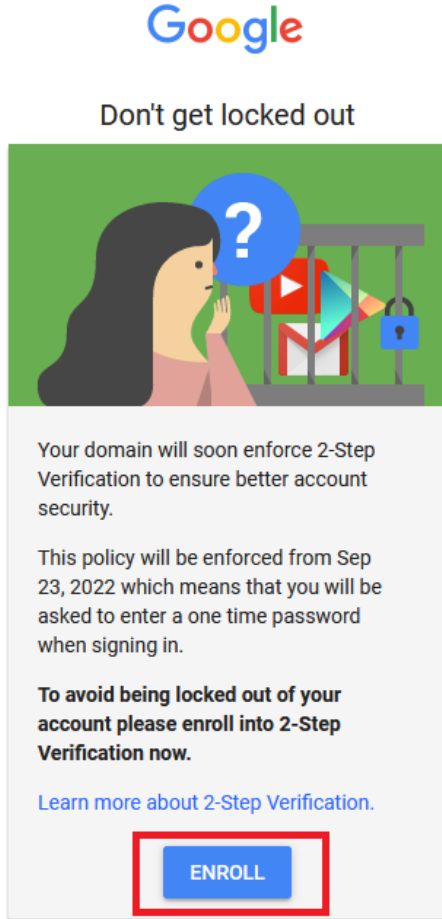 Google
Don't get locked out
?
Your domain will soon enforce 2-Step
Verification to ensure better account
security.
This policy will be enforced from Sep
23, 2022 which means that you will be
asked to enter a one time password
when signing in.
To avoid being locked out of your
account please enroll into 2-Step
Verification now.
Learn more about 2-Step Verification.
ENROLL